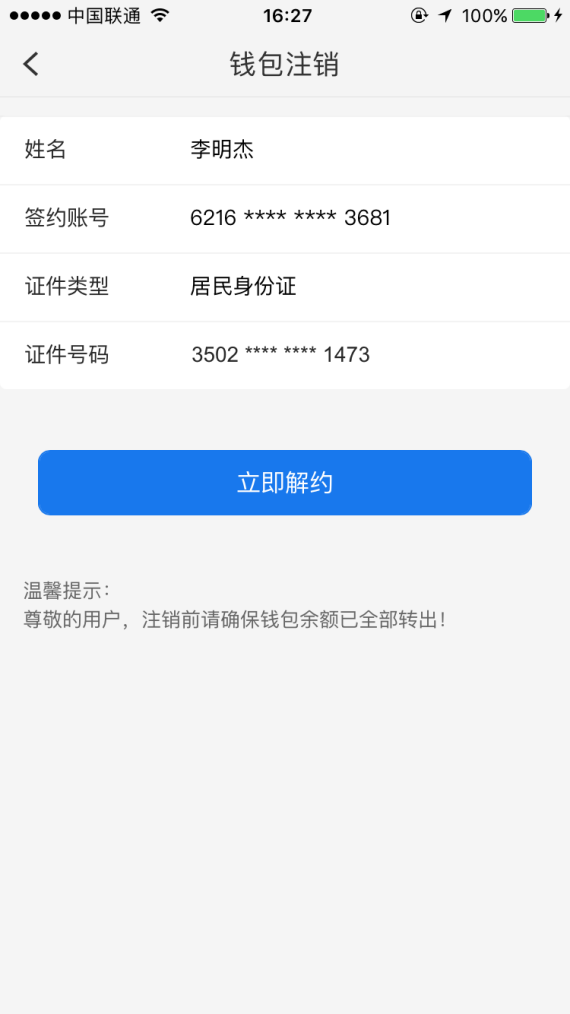 中国联通 16:27 100%
钱包注销
姓名 李明杰
签约账号 6216 **** **** 3681
证件类型 居民身份证
证件号码 3502 **** **** 1473
立即解约
温馨提示：
尊敬的用户，注销前请确保钱包余额已全部转出！